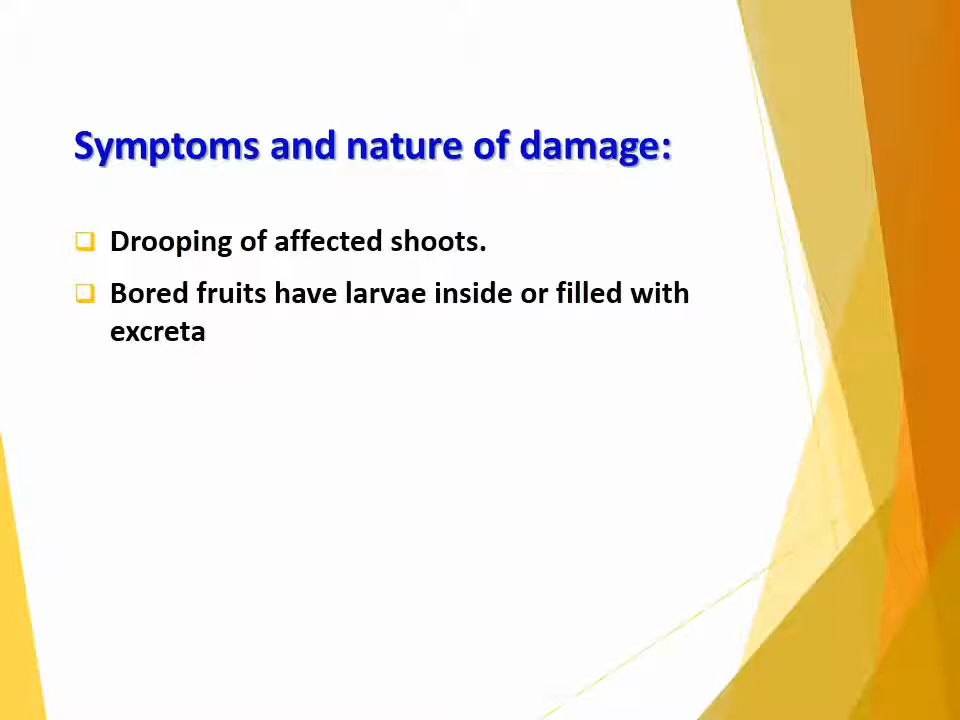 Symptoms and nature of damage:
Drooping of affected shoots.
Bored fruits have larvae inside or filled with
excreta